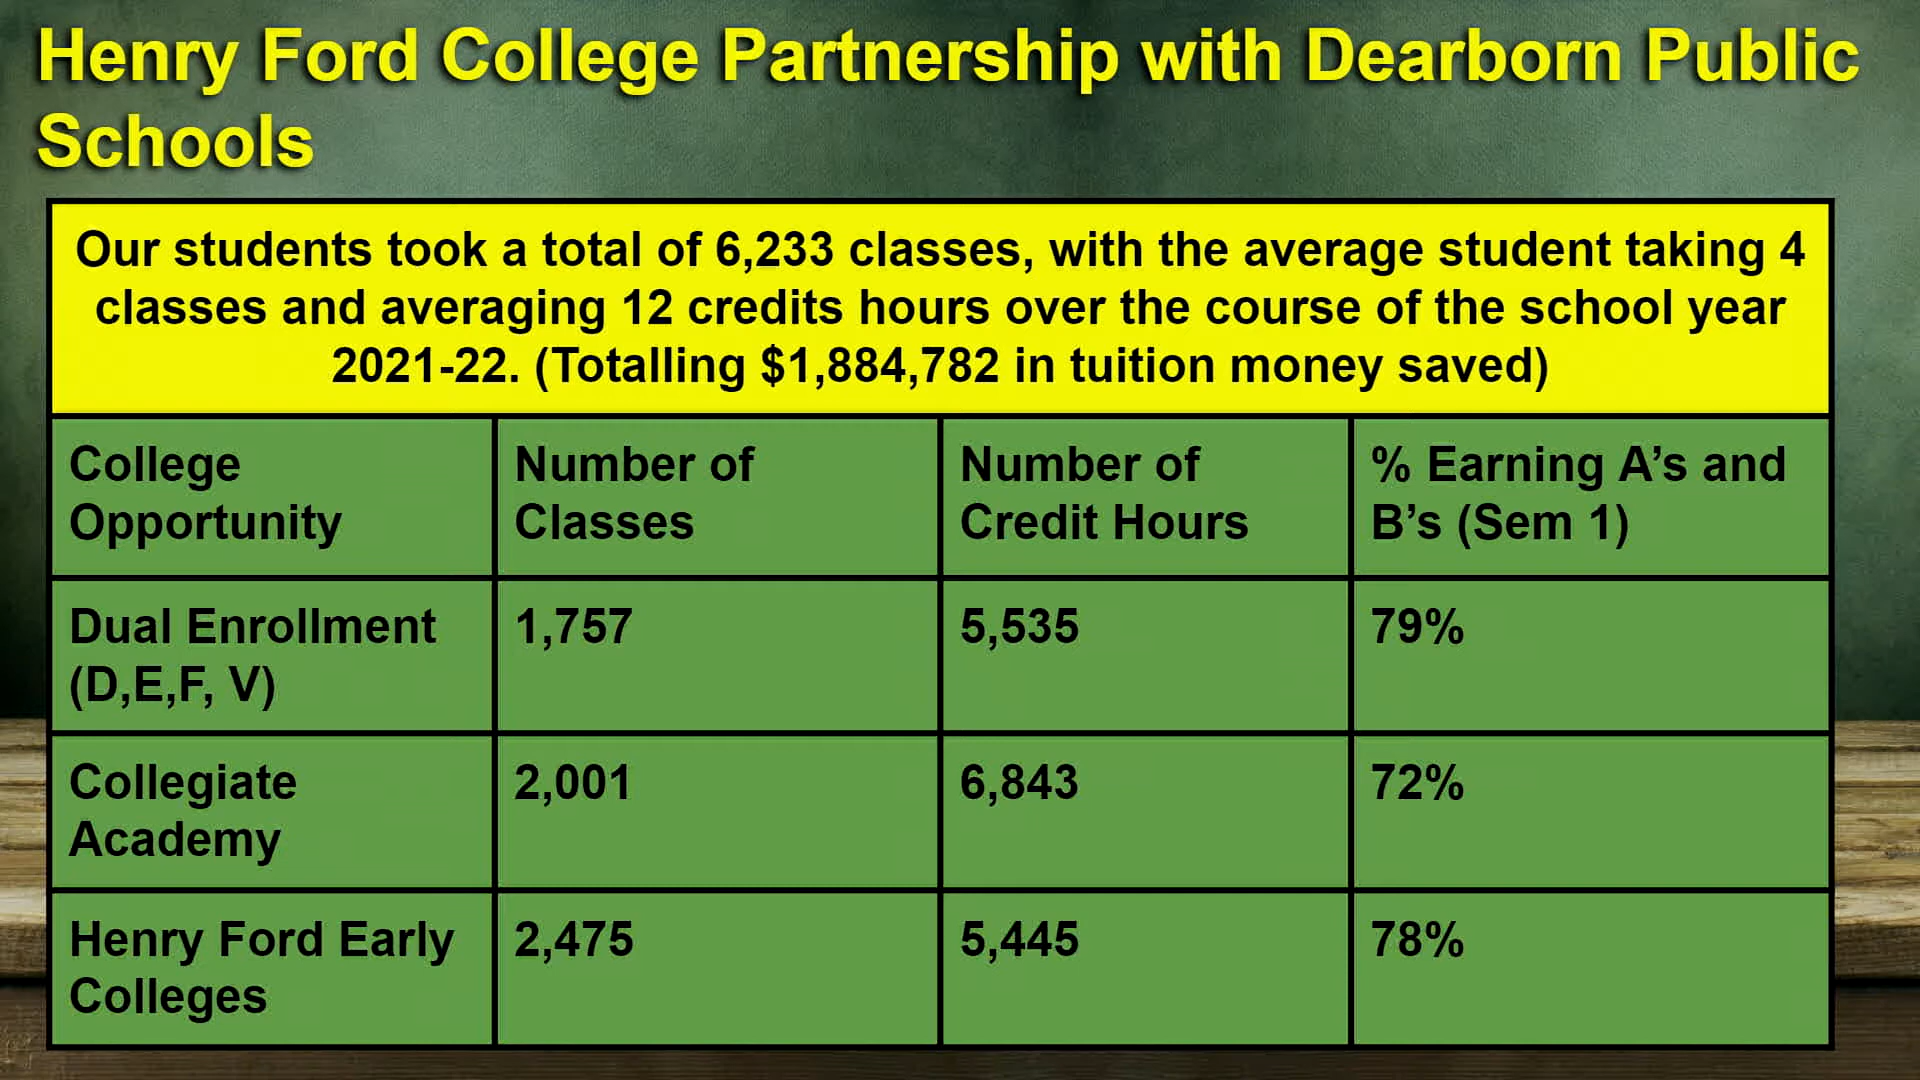 Henry Ford College Partnership with Dearborn Public
Schools
Our students took a total of 6,233 classes, with the average student taking 4
classes and averaging 12 credits hours over the course of the school year
2021-22. (Totalling $1,884,782 in tuition money saved)
College
Opportunity
Number of
Classes
Number of
Credit Hours
% Earning A’s and
B’s (Sem 1)
Dual Enrollment
(D,E,F, V)
1,757
5,535
79%
Collegiate
Academy
2,001
6,843
72%
Henry Ford Early
Colleges
2,475
5,445
78%